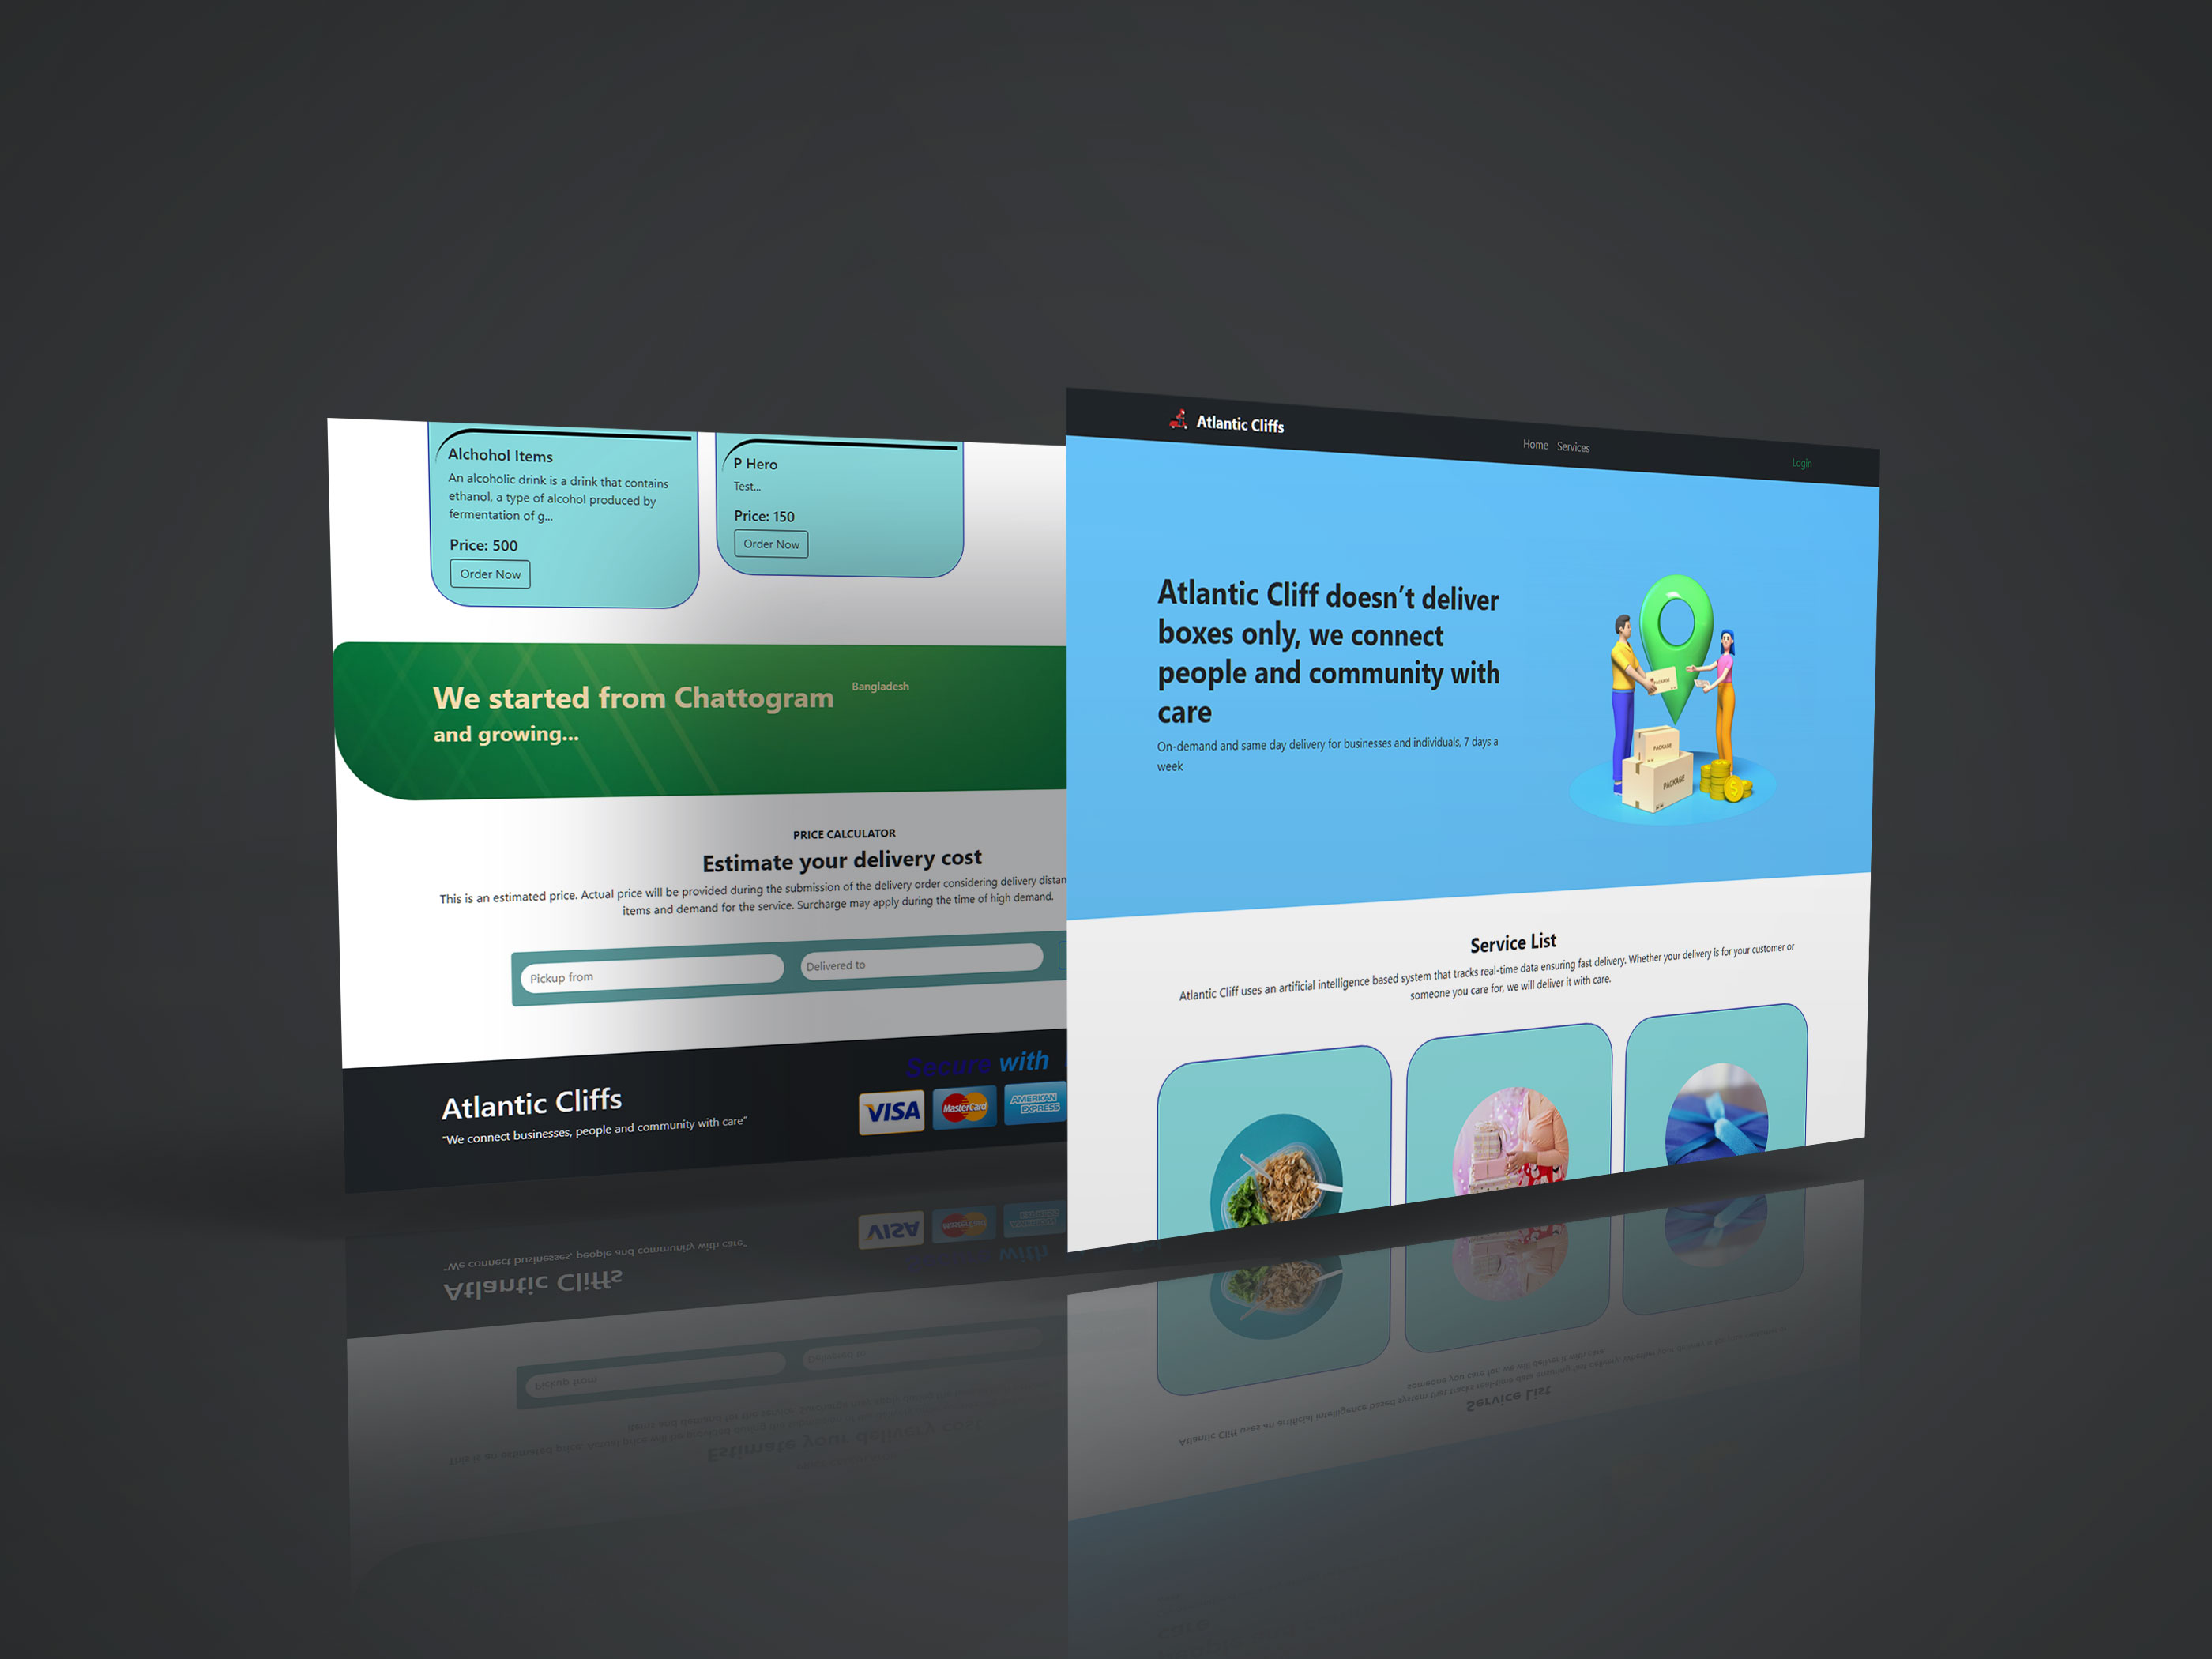 Alchohol Items
An alcoholic drink is a drink that contains
ethanol, a type of alcohol produced by
fermentation of g...
Price: 500
Order Now
P Hero
Test...
Price: 150
Order Now
We started from Chattogram
Bangladesh
and growing...
PRICE CALCULATOR
Estimate your delivery cost
This is an estimated price. Actual price will be provided during the submission of the delivery order considering delivery
items and demand for the service. Surcharge may apply during the time of high demand.
Pickup from
Delivered to
Atlantic Cliffs
"We connect businesses, people and community with care"
Secure with
VISA
MasterCard
AMERICAN
EXPRESS
Atlantic Cliffs
Home
Services
Login
Atlantic Cliff doesn't deliver
boxes only, we connect
people and community with
care
On-demand and same day delivery for businesses and individuals, 7 days a
week
PACKAGE
PACKAGE
PACKAGE
Service List
Atlantic Cliff uses an artificial intelligence based system that tracks real-time data ensuring fast delivery. Whether your delivery is for your customer or
someone you care for, we will deliver it with care.